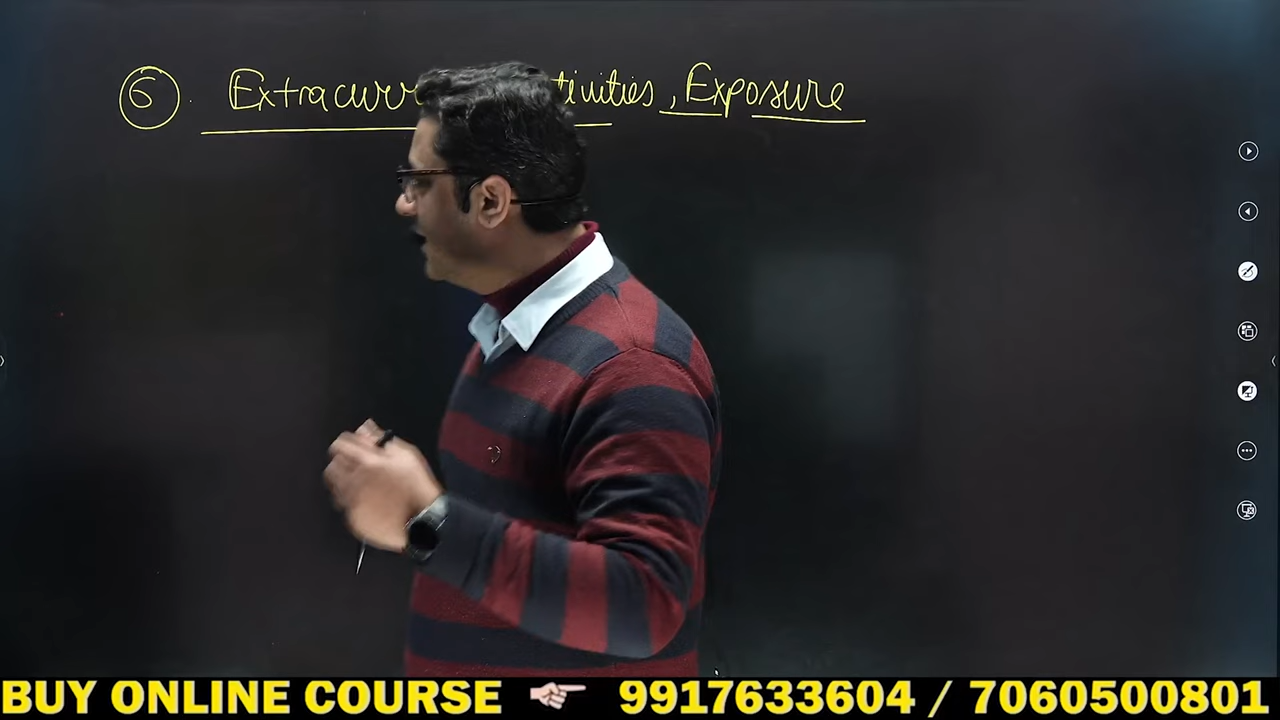 6 Extracurr tivities, Exposure
BUY ONLINE COURSE 9917633604 / 7060500801